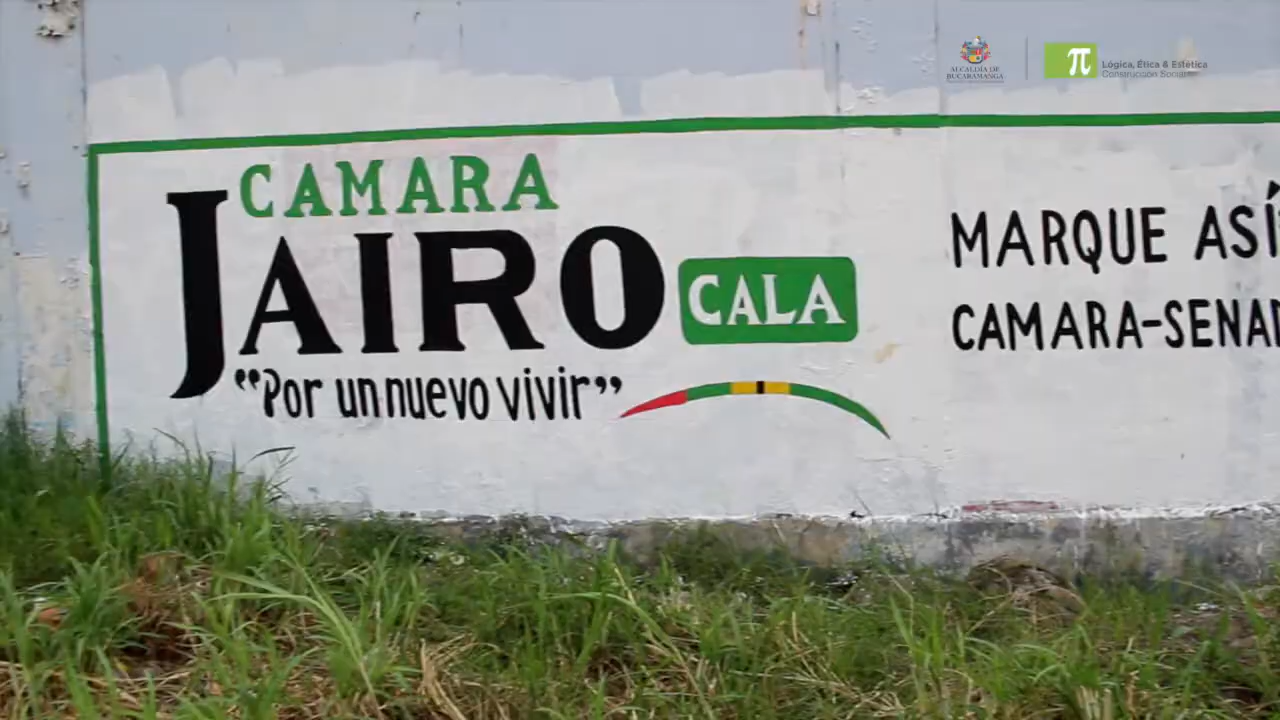 ALCALDÍA DE
BUCARAMANGA
π
Lógica, Ética & Estética
Construcción Social
CAMARA
JAIRO CALA
"Por un nuevo vivir"
MARQUE ASÍ
CAMARA-SENAD